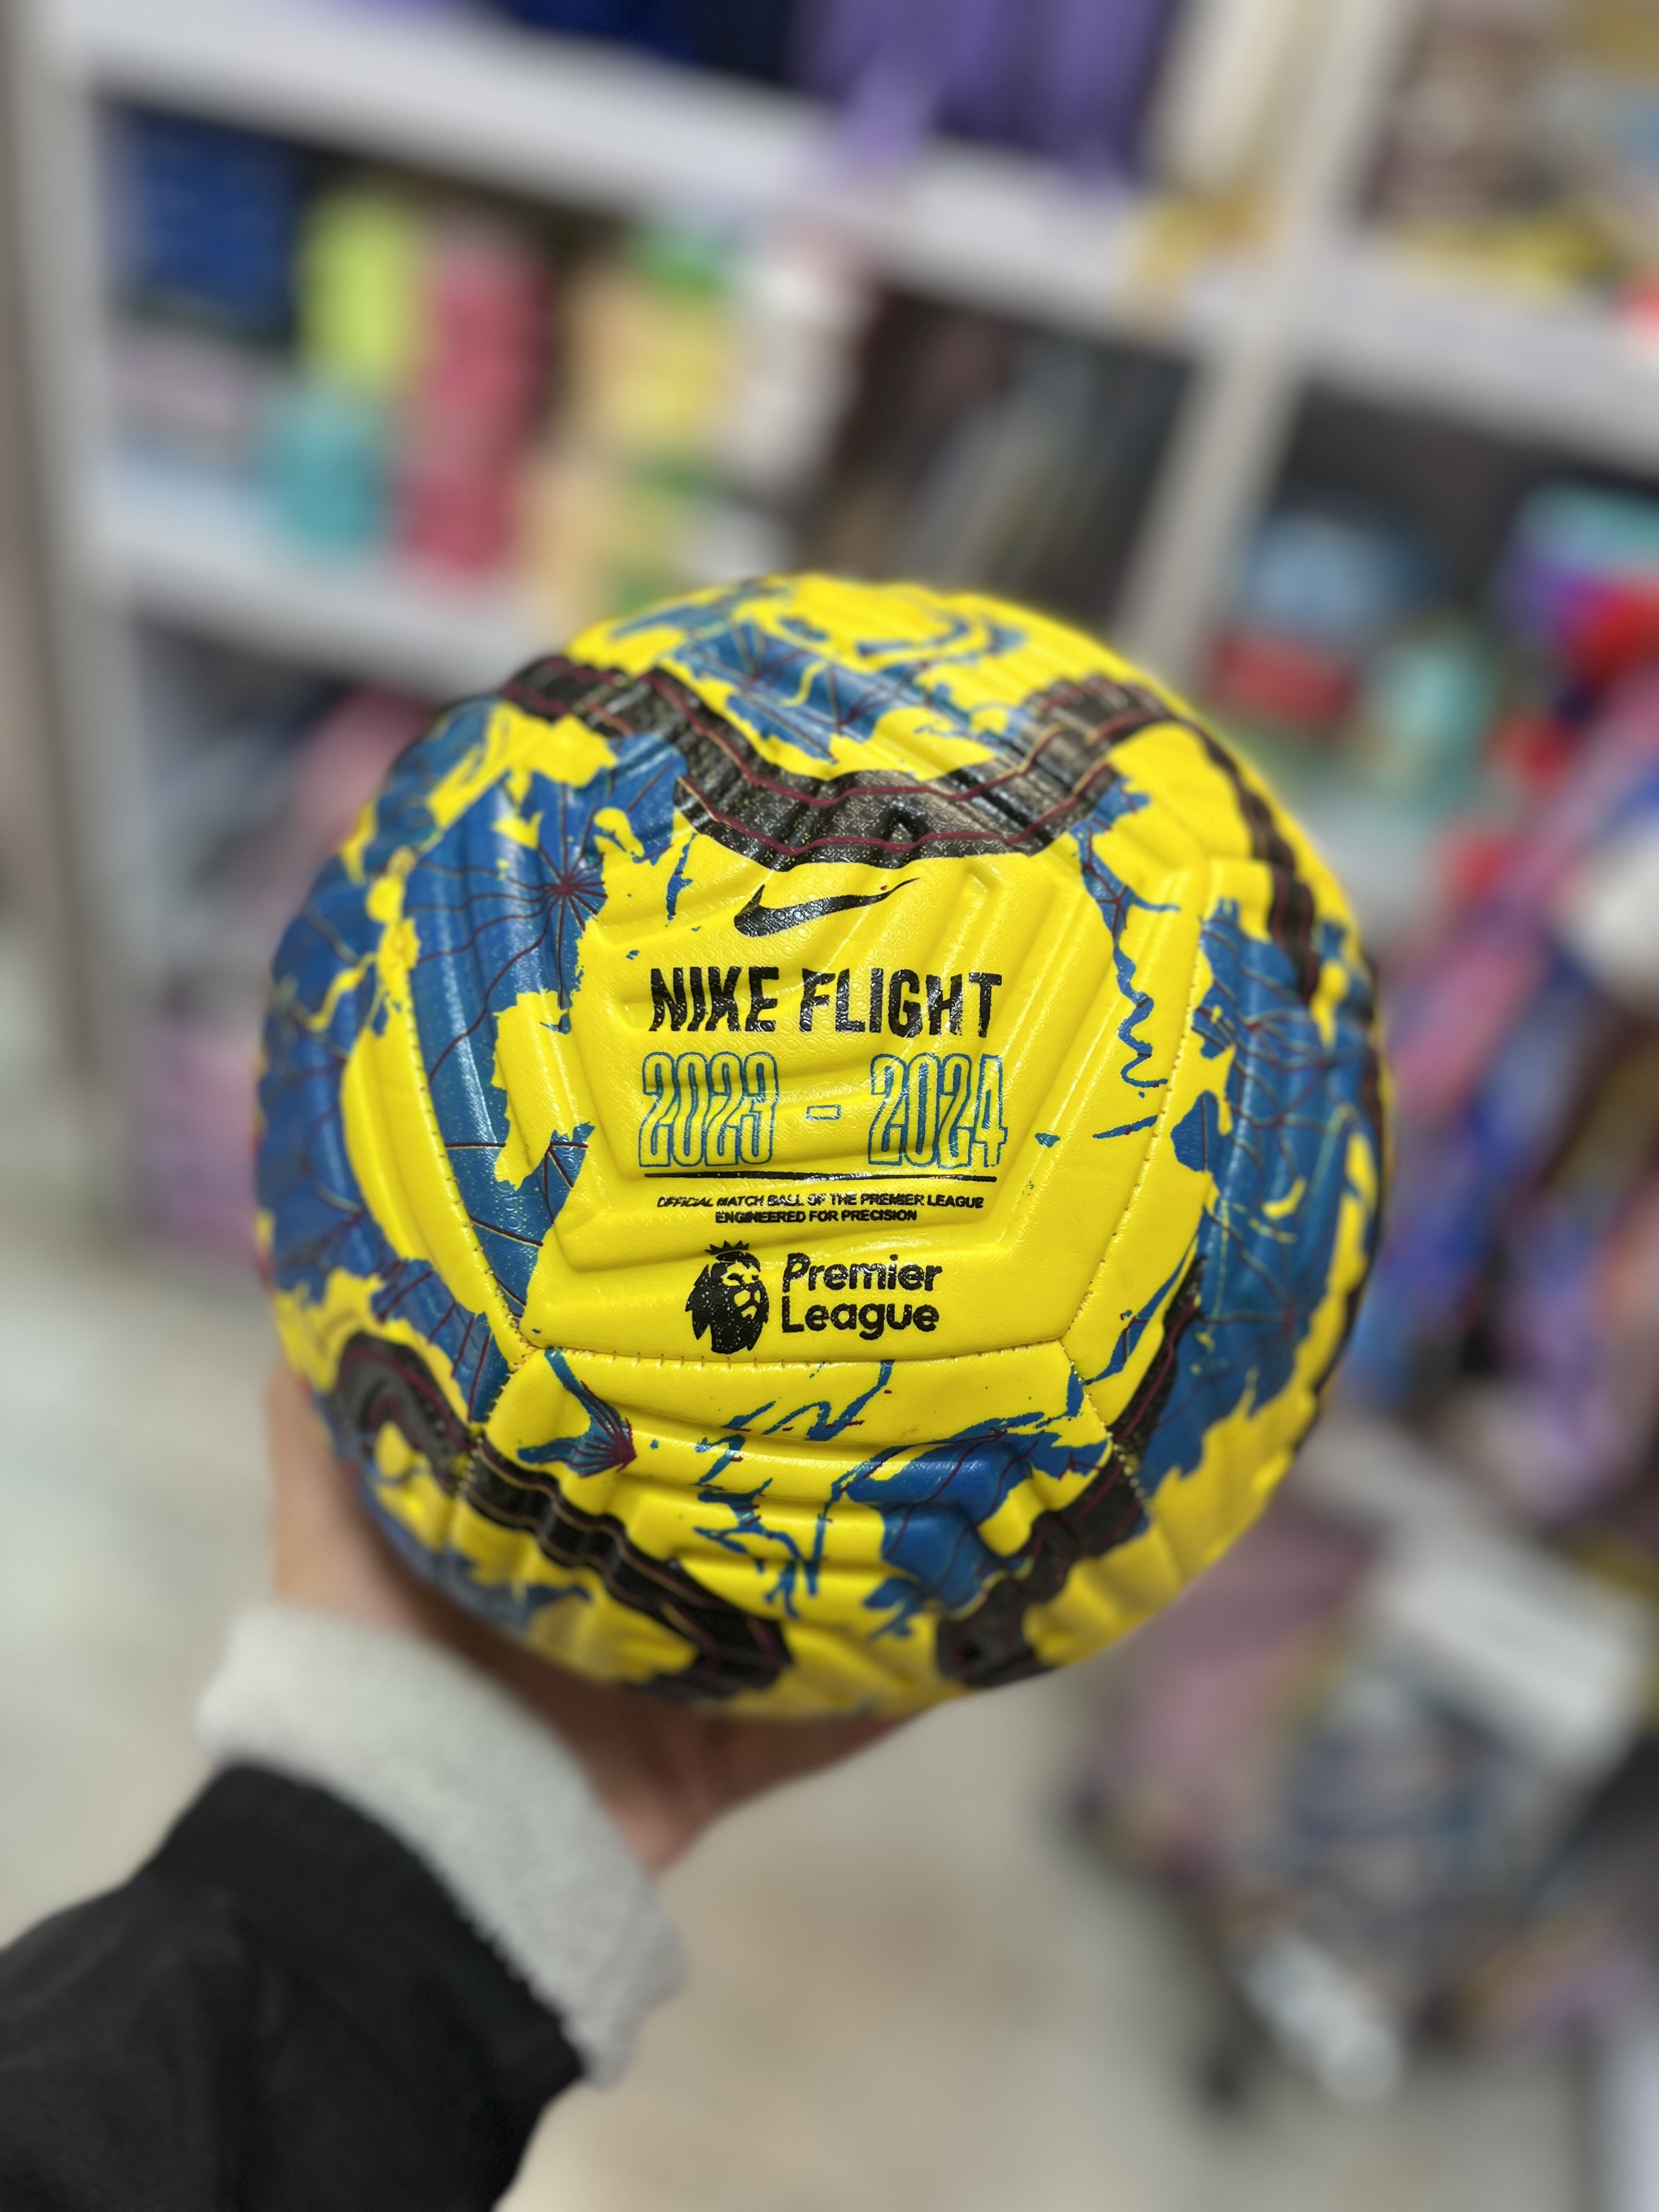 NIKE FLIGHT
2023 - 2024
OFFICIAL MATCH BALL OF THE PREMIER LEAGUE
ENGINEERED FOR PRECISION
Premier
League